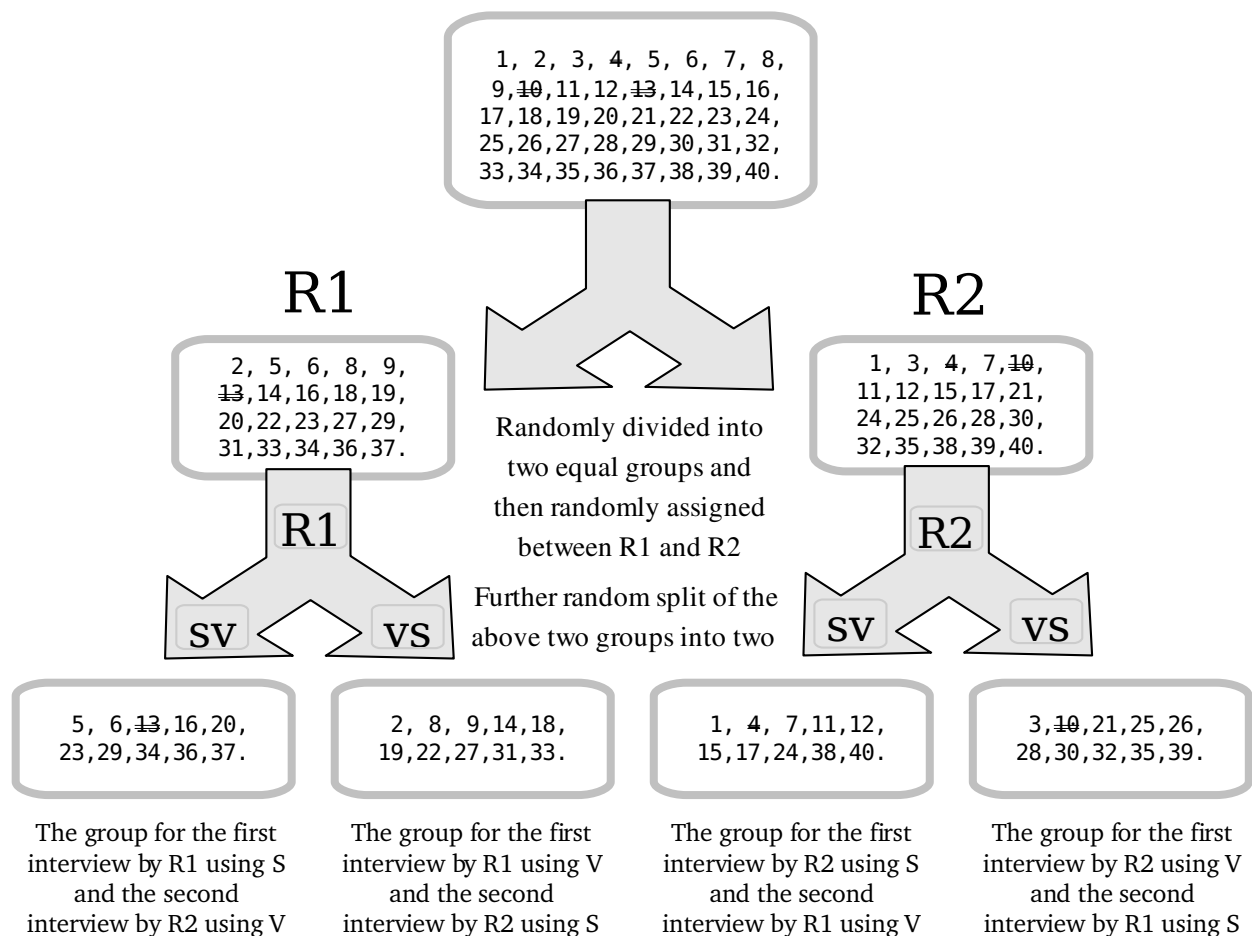 1, 2, 3, 4, 5, 6, 7, 8,
9,10,11,12,13,14,15,16,
17,18,19,20,21,22,23,24,
25,26,27,28,29,30,31,32,
33,34,35,36,37,38,39,40.
R1
R2
2, 5, 6, 8, 9,
13,14,16,18,19,
20,22,23,27,29,
31,33,34,36,37.
1, 3, 4, 7,10,
11,12,15,17,21,
24,25,26,28,30,
32,35,38,39,40.
Randomly divided into
two equal groups and
then randomly assigned
between R1 and R2
R1
R2
Further random split of the
above two groups into two
sv
vs
sv
vs
5, 6,13,16,20,
23,29,34,36,37.
2, 8, 9,14,18,
19,22,27,31,33.
1, 4, 7,11,12,
15,17,24,38,40.
3,10,21,25,26,
28,30,32,35,39.
The group for the first
interview by R1 using S
and the second
interview by R2 using V
The group for the first
interview by R1 using V
and the second
interview by R2 using S
The group for the first
interview by R2 using S
and the second
interview by R1 using V
The group for the first
interview by R2 using V
and the second
interview by R1 using S